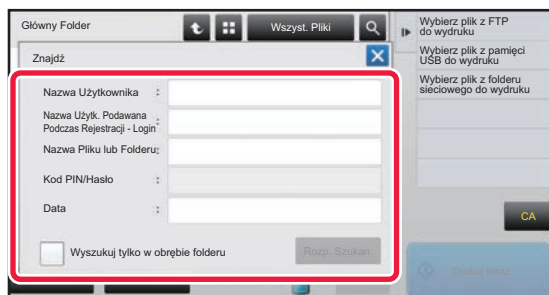 Główny Folder
Wszyst. Pliki
Znajdź
Nazwa Użytkownika :
Nazwa Użytk. Podawana
Podczas Rejestracji - Login :
Nazwa Pliku lub Folderu :
Kod PIN/Hasło :
Data :
Wyszukuj tylko w obrębie folderu
Rozp. Szukan.
Wybierz plik z FTP
do wydruku
Wybierz plik z pamięci
USB do wydruku
Wybierz plik z folderu
sieciowego do wydruku
CA
Drukuj teraz